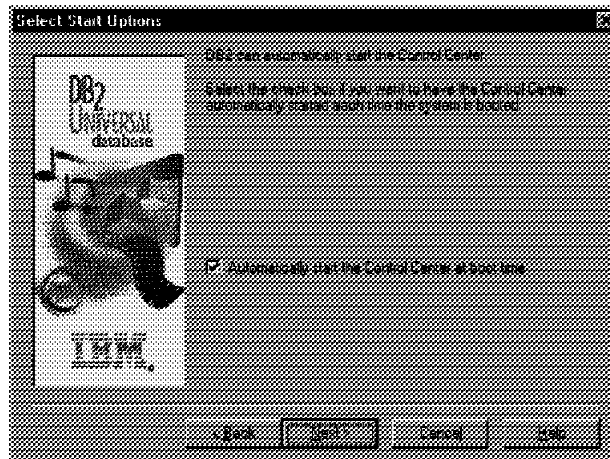 Select Start Options
DB2
UNIVERSAL
database
IBM.
DB2 can automatically start the Control Center.
Select the check box if you want to have the Control Center
automatically started each time the system is booted.
Automatically start the Control Center at boot time.
< Back
Next >
Cancel
Help